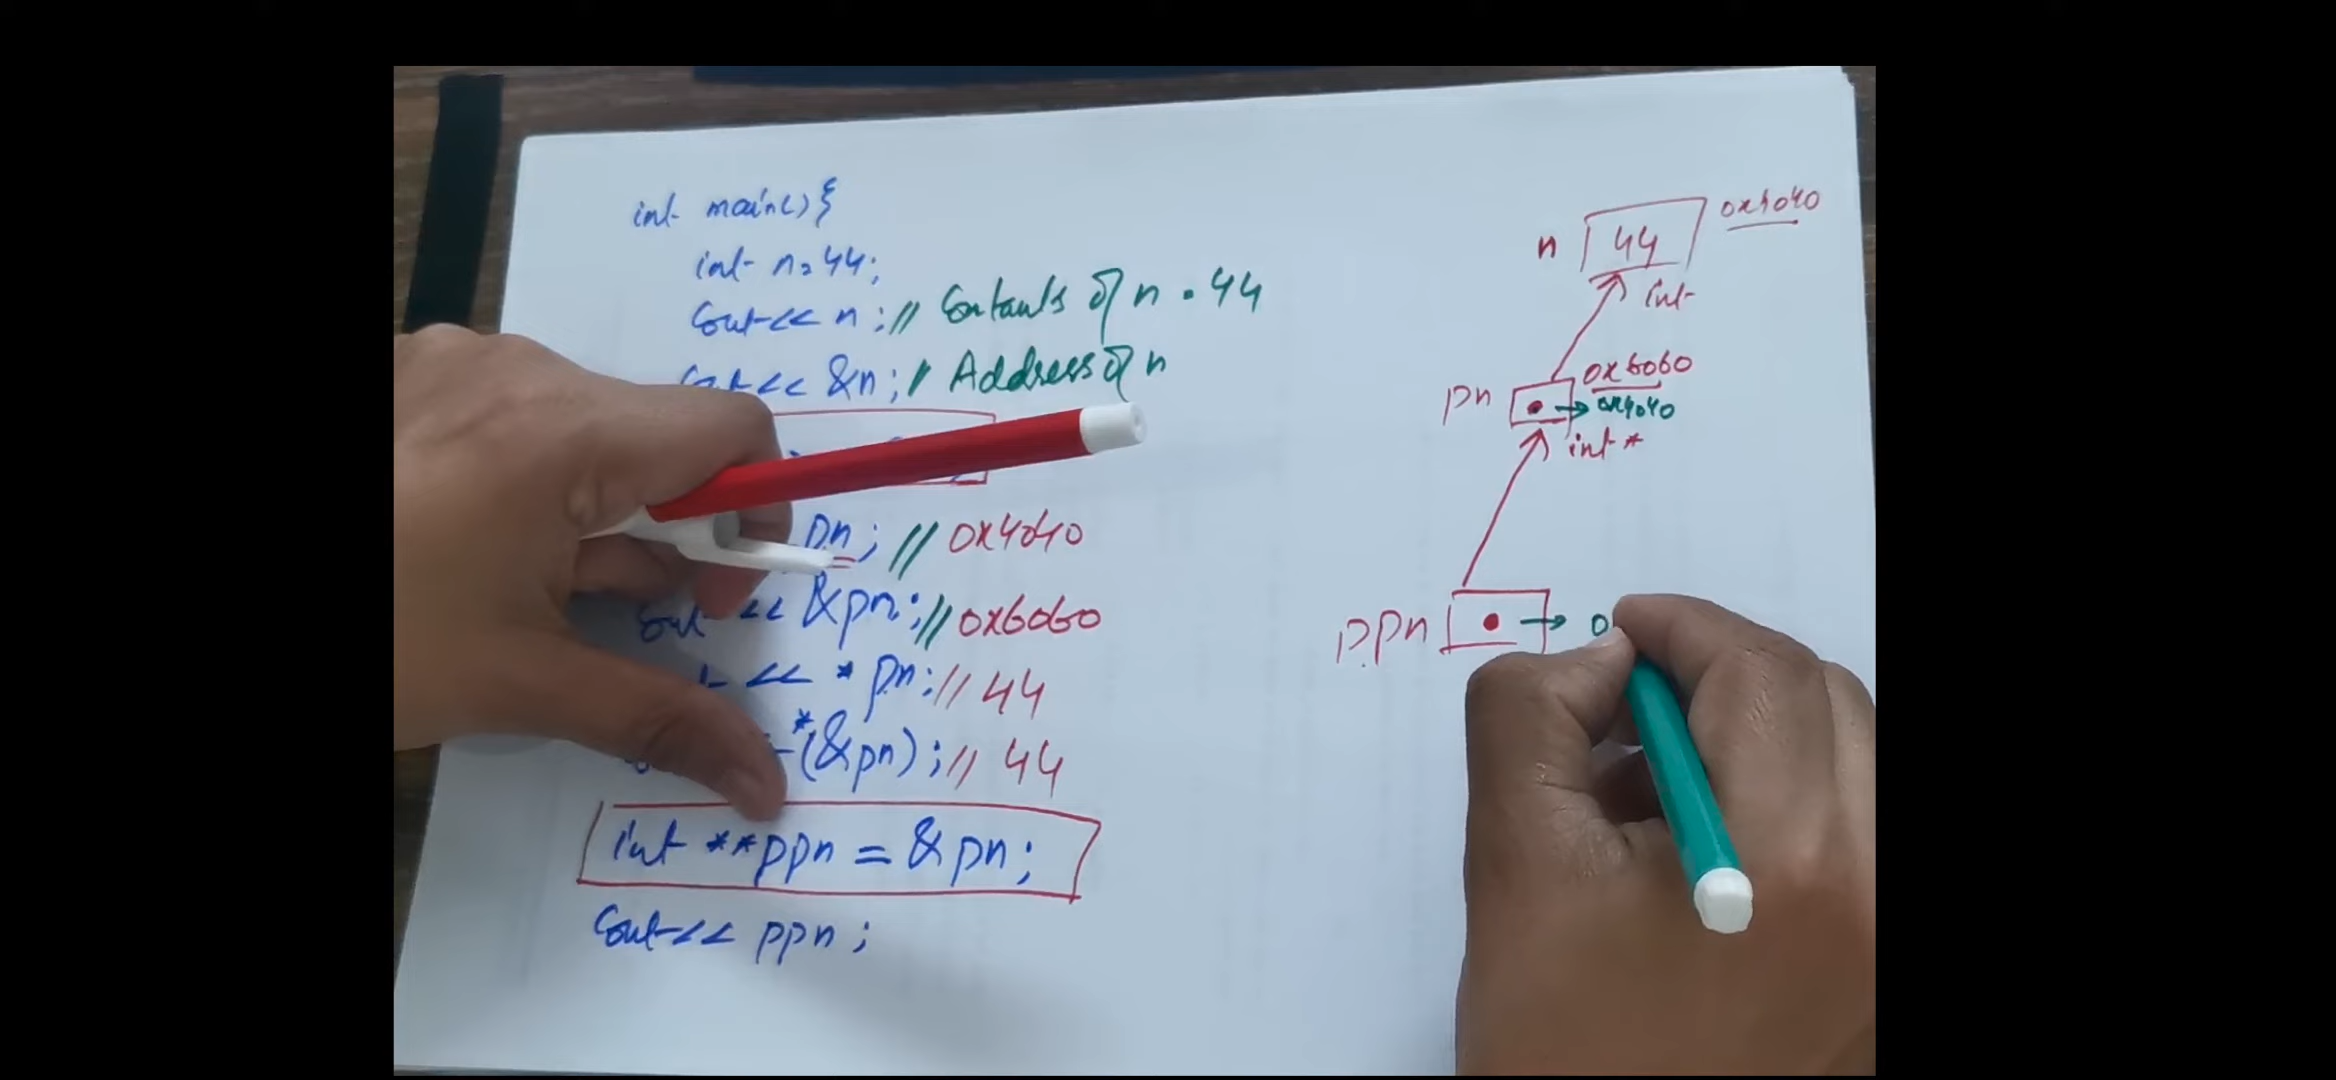 int main() {
int n = 44;
Cout << n ; // Contants of n = 44
<< &n ; // Address of n
pn ; // 0x4040
Cout << &pn ; // 0x6060
<< * pn ; // 44
*(&pn) ; // 44
int **ppn = &pn ;
Cout << ppn ;
n 44 0x4040
int
pn 0x6060
0x4040
int *
ppn